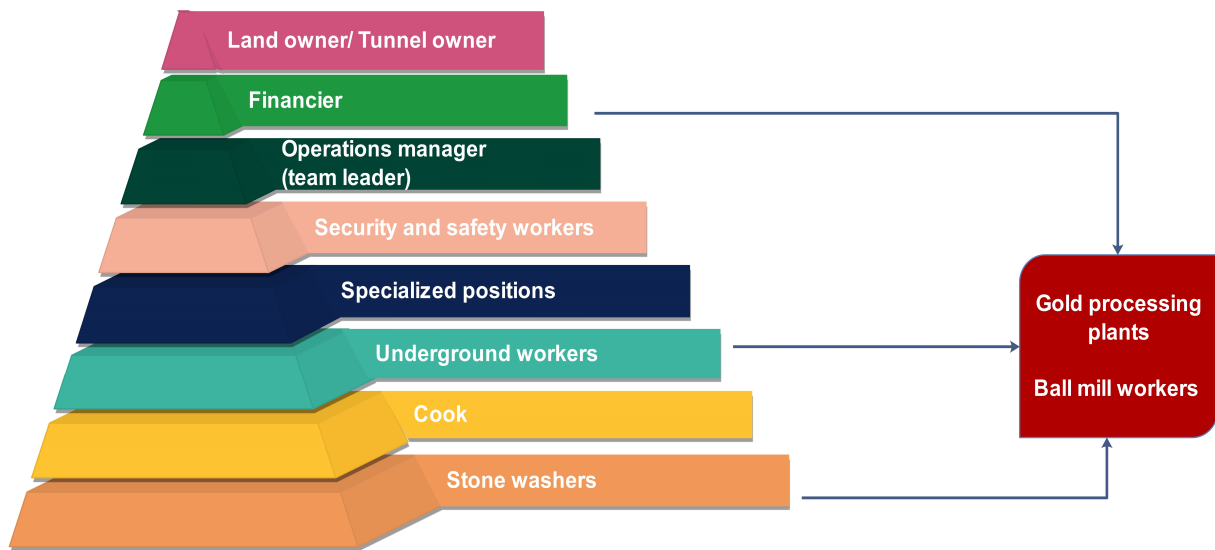 Land owner/ Tunnel owner
Financier
Operations manager
(team leader)
Security and safety workers
Specialized positions
Underground workers
Cook
Stone washers
Gold processing
plants
Ball mill workers